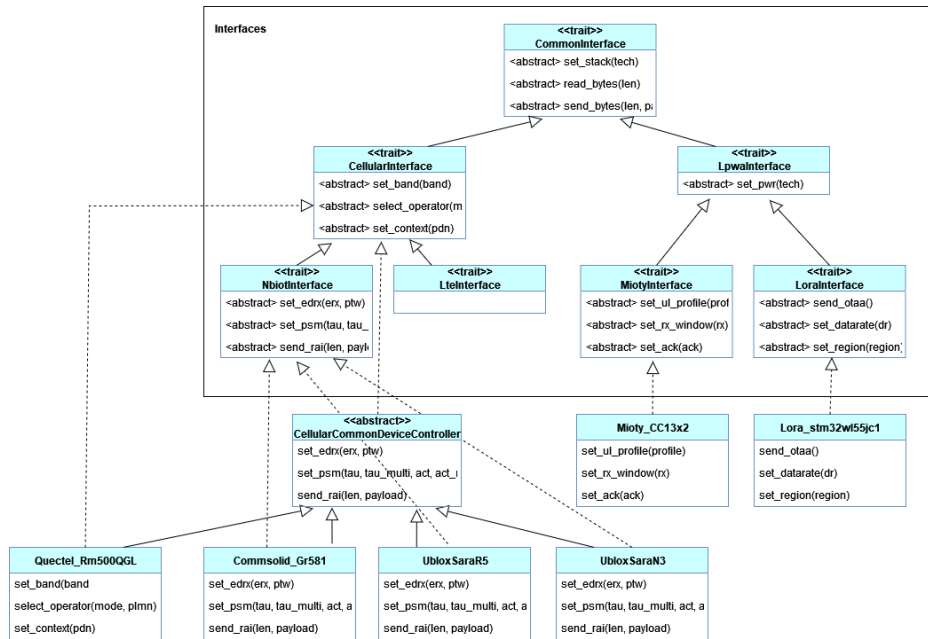 Interfaces
<<trait>>
CommonInterface
<abstract> set_stack(tech)
<abstract> read_bytes(len)
<abstract> send_bytes(len, pa
<<trait>>
CellularInterface
<abstract> set_band(band)
<abstract> select_operator(m
<abstract> set_context(pdn)
<<trait>>
LpwaInterface
<abstract> set_pwr(tech)
<<trait>>
NbiotInterface
<abstract> set_edrx(erx, ptw)
<abstract> set_psm(tau, tau_
<abstract> send_rai(len, paylo
<<trait>>
LteInterface
<<trait>>
MiotyInterface
<abstract> set_ul_profile(prof
<abstract> set_rx_window(rx)
<abstract> set_ack(ack)
<<trait>>
LoraInterface
<abstract> send_otaa()
<abstract> set_datarate(dr)
<abstract> set_region(region)
<<abstract>>
CellularCommonDeviceController
set_edrx(erx, ptw)
set_psm(tau, tau_multi, act, act_
send_rai(len, payload)
Mioty_CC13x2
set_ul_profile(profile)
set_rx_window(rx)
set_ack(ack)
Lora_stm32wl55jc1
send_otaa()
set_datarate(dr)
set_region(region)
Quectel_Rm500QGL
set_band(band
select_operator(mode, plmn)
set_context(pdn)
Commsolid_Gr581
set_edrx(erx, ptw)
set_psm(tau, tau_multi, act, a
send_rai(len, payload)
UbloxSaraR5
set_edrx(erx, ptw)
set_psm(tau, tau_multi, act, a
send_rai(len, payload)
UbloxSaraN3
set_edrx(erx, ptw)
set_psm(tau, tau_multi, act, a
send_rai(len, payload)